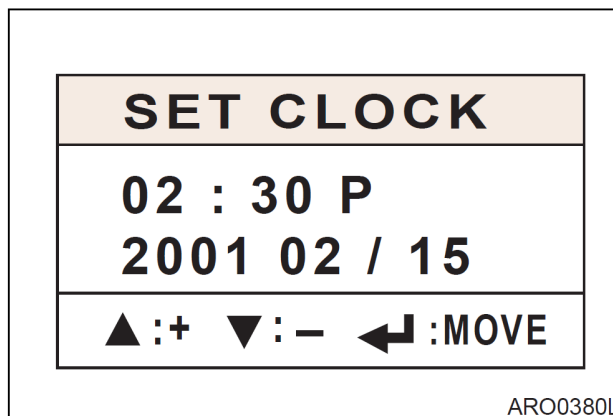 SET CLOCK
02 : 30 P
2001 02 / 15
▲:+ ▼:– ↵:MOVE
ARO0380L